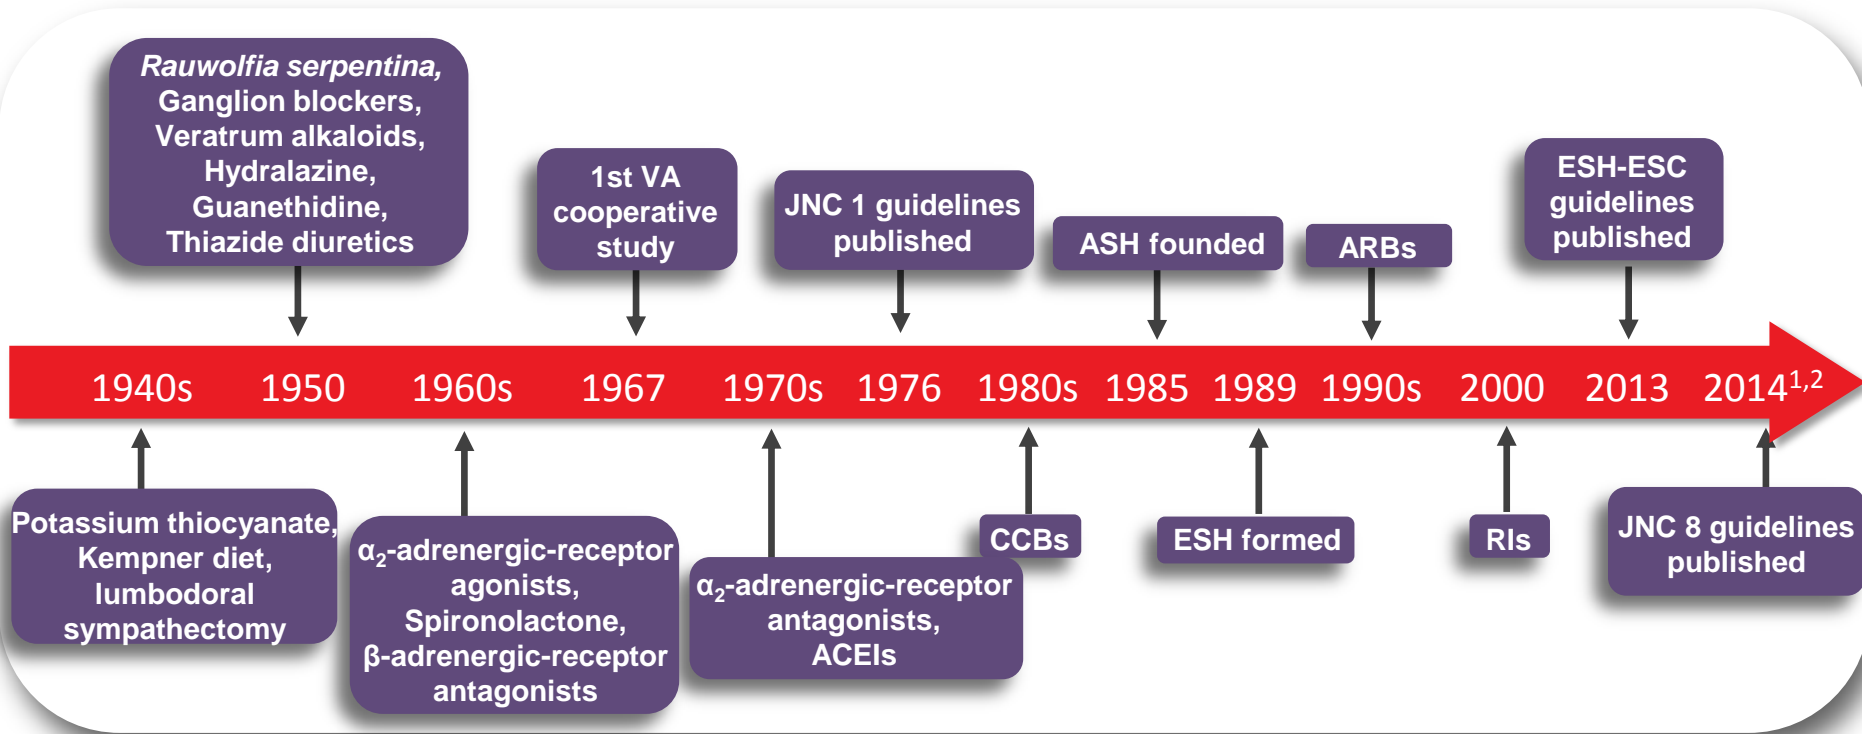 Rauwolfia serpentina,
Ganglion blockers,
Veratrum alkaloids,
Hydralazine,
Guanethidine,
Thiazide diuretics
1st VA
cooperative
study
JNC 1 guidelines
published
ASH founded
ARBs
ESH-ESC
guidelines
published
1940s 1950 1960s 1967 1970s 1976 1980s 1985 1989 1990s 2000 2013 2014¹,²
Potassium thiocyanate,
Kempner diet,
lumbodoral
sympathectomy
α₂-adrenergic-receptor
agonists,
Spironolactone,
β-adrenergic-receptor
antagonists
α₂-adrenergic-receptor
antagonists,
ACEIs
CCBs
ESH formed
RIs
JNC 8 guidelines
published